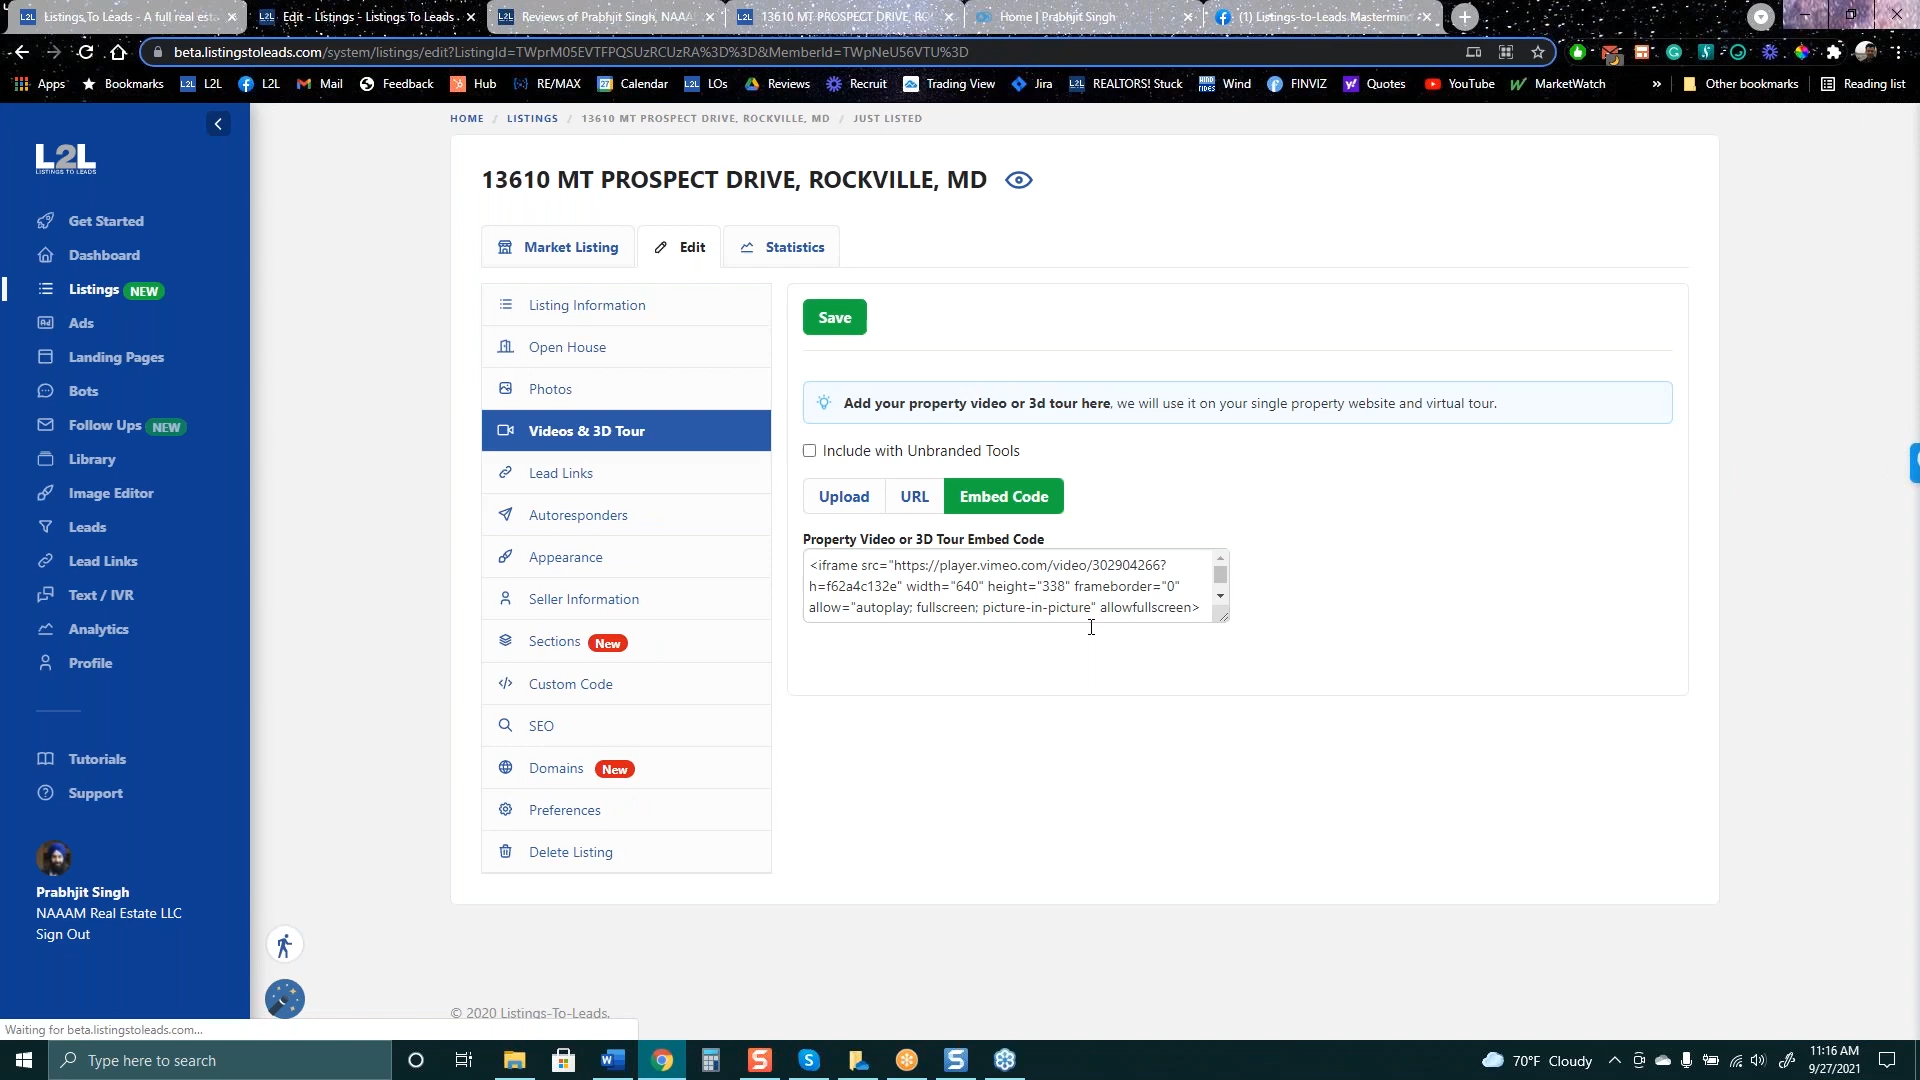 Listings To Leads - A full real esta
Edit - Listings - Listings To Leads
Reviews of Prabhjit Singh, NAAA
13610 MT PROSPECT DRIVE, RO
Home | Prabhjit Singh
(1) Listings-to-Leads Mastermind
beta.listingstoleads.com/system/listings/edit?ListingId=TWprM05EVTFPQSUzRCUzRA%3D%3D&MemberId=TWpNeU56VTU%3D
Apps
Bookmarks
L2L
L2L
Mail
Feedback
Hub
RE/MAX
Calendar
LOs
Reviews
Recruit
Trading View
Jira
REALTORS! Stuck
Wind
FINVIZ
Quotes
YouTube
MarketWatch
»
Other bookmarks
Reading list
L2L
LISTINGS TO LEADS
Get Started
Dashboard
Listings NEW
Ads
Landing Pages
Bots
Follow Ups NEW
Library
Image Editor
Leads
Lead Links
Text / IVR
Analytics
Profile
Tutorials
Support
Prabhjit Singh
NAAAM Real Estate LLC
Sign Out
HOME / LISTINGS / 13610 MT PROSPECT DRIVE, ROCKVILLE, MD / JUST LISTED
13610 MT PROSPECT DRIVE, ROCKVILLE, MD
Market Listing
Edit
Statistics
Listing Information
Open House
Photos
Videos & 3D Tour
Lead Links
Autoresponders
Appearance
Seller Information
Sections New
Custom Code
SEO
Domains New
Preferences
Delete Listing
Save
Add your property video or 3d tour here, we will use it on your single property website and virtual tour.
Include with Unbranded Tools
Upload
URL
Embed Code
Property Video or 3D Tour Embed Code
<iframe src="https://player.vimeo.com/video/302904266?
h=f62a4c132e" width="640" height="338" frameborder="0"
allow="autoplay; fullscreen; picture-in-picture" allowfullscreen>
© 2020 Listings-To-Leads.
Waiting for beta.listingstoleads.com...
Type here to search
70°F Cloudy
11:16 AM
9/27/2021